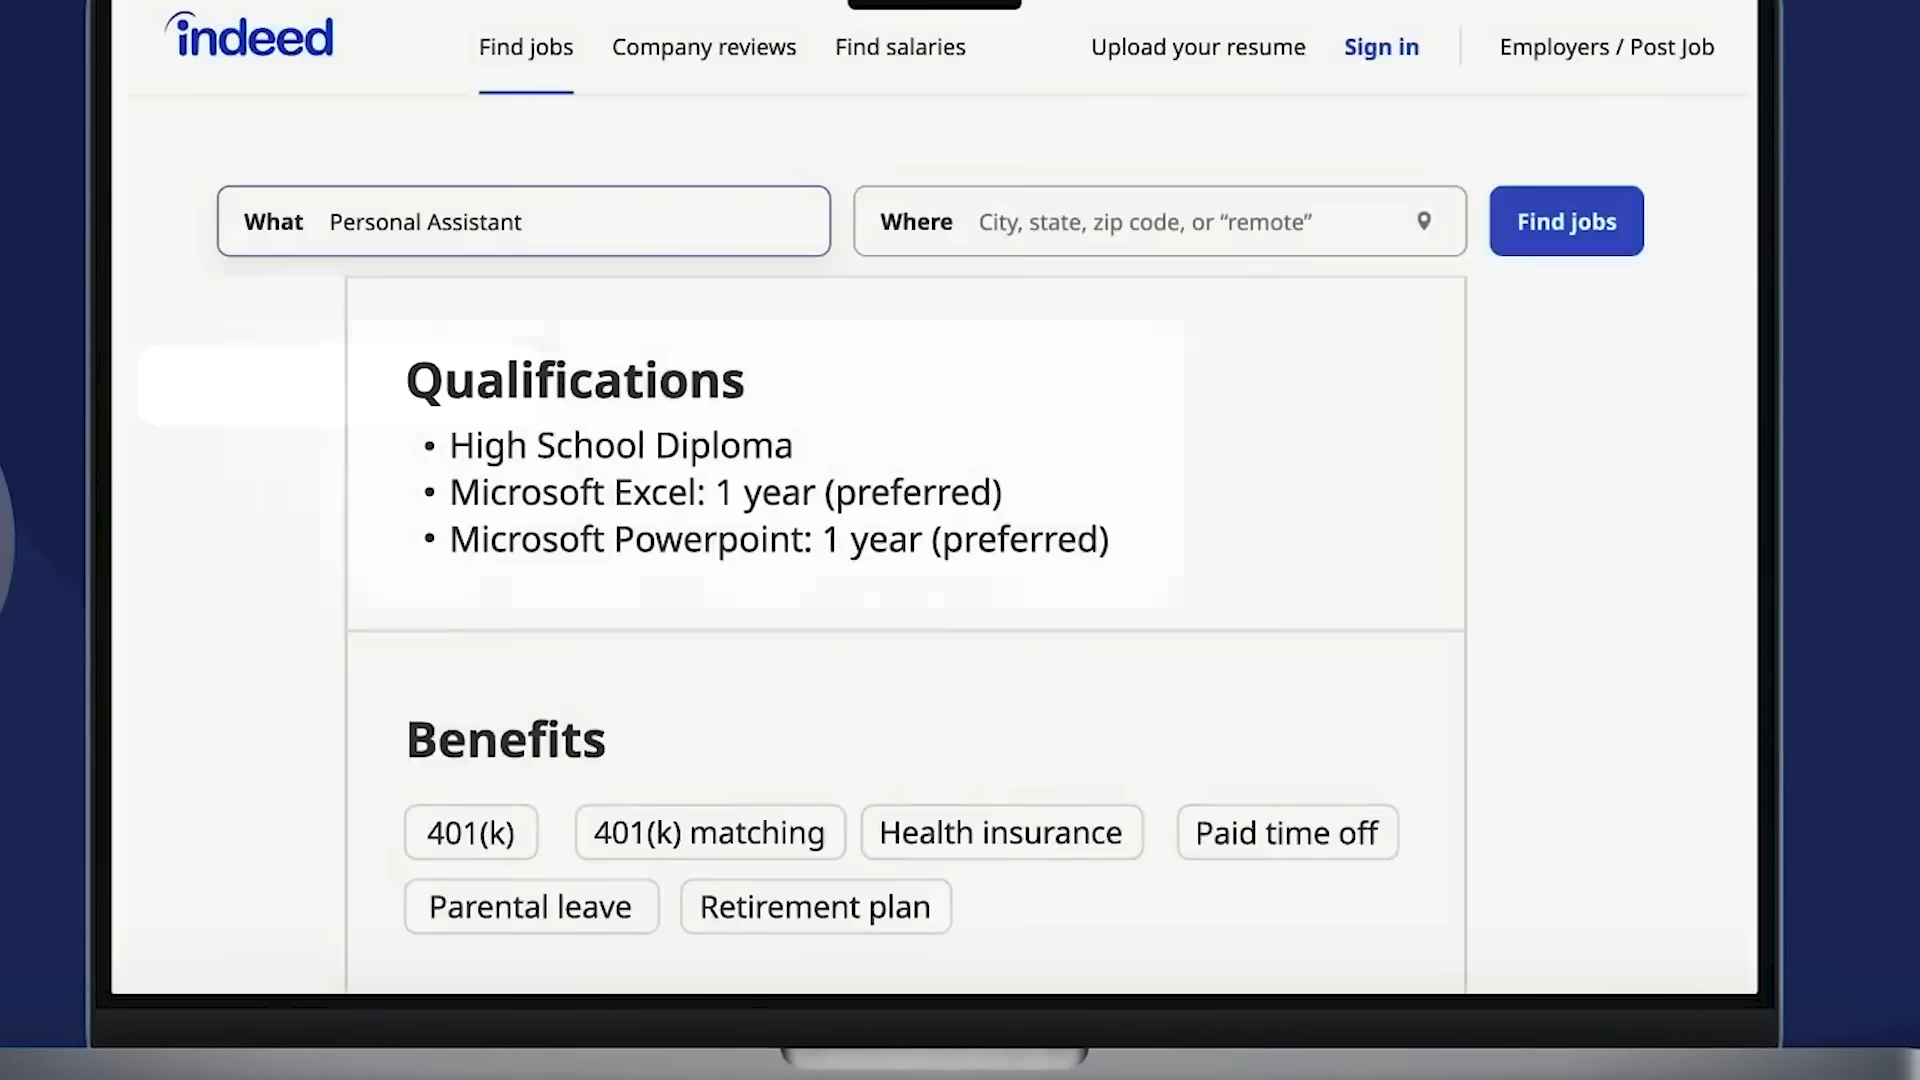 indeed
Find jobs Company reviews Find salaries Upload your resume Sign in Employers / Post Job
What Personal Assistant Where City, state, zip code, or “remote” Find jobs
Qualifications
• High School Diploma
• Microsoft Excel: 1 year (preferred)
• Microsoft Powerpoint: 1 year (preferred)
Benefits
401(k) 401(k) matching Health insurance Paid time off
Parental leave Retirement plan